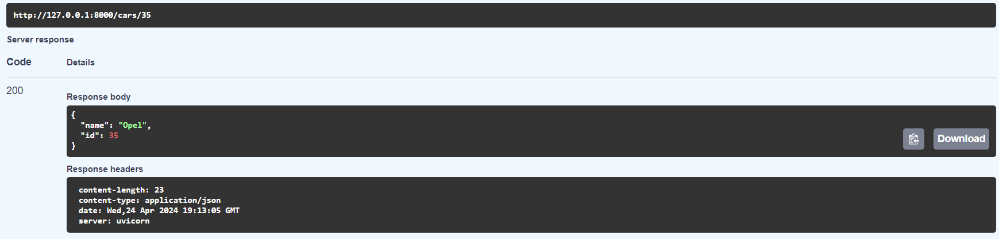 http://127.0.0.1:8000/cars/35
Server response
Code Details
200
Response body
{
  "name": "Opel",
  "id": 35
}
Download
Response headers
content-length: 23
content-type: application/json
date: Wed,24 Apr 2024 19:13:05 GMT
server: uvicorn